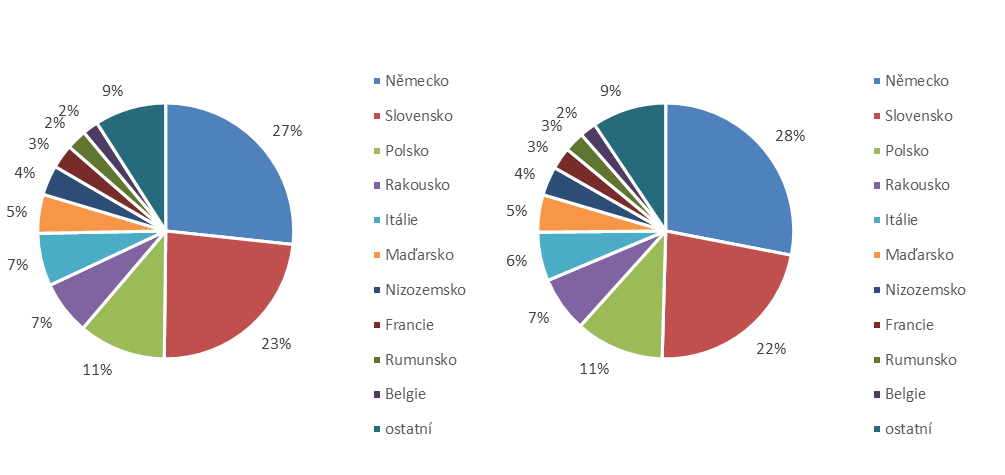 27%
23%
11%
7%
7%
5%
4%
3%
2%
2%
9%
Německo
Slovensko
Polsko
Rakousko
Itálie
Maďarsko
Nizozemsko
Francie
Rumunsko
Belgie
ostatní
28%
22%
11%
7%
6%
5%
4%
3%
3%
2%
9%
Německo
Slovensko
Polsko
Rakousko
Itálie
Maďarsko
Nizozemsko
Francie
Rumunsko
Belgie
ostatní